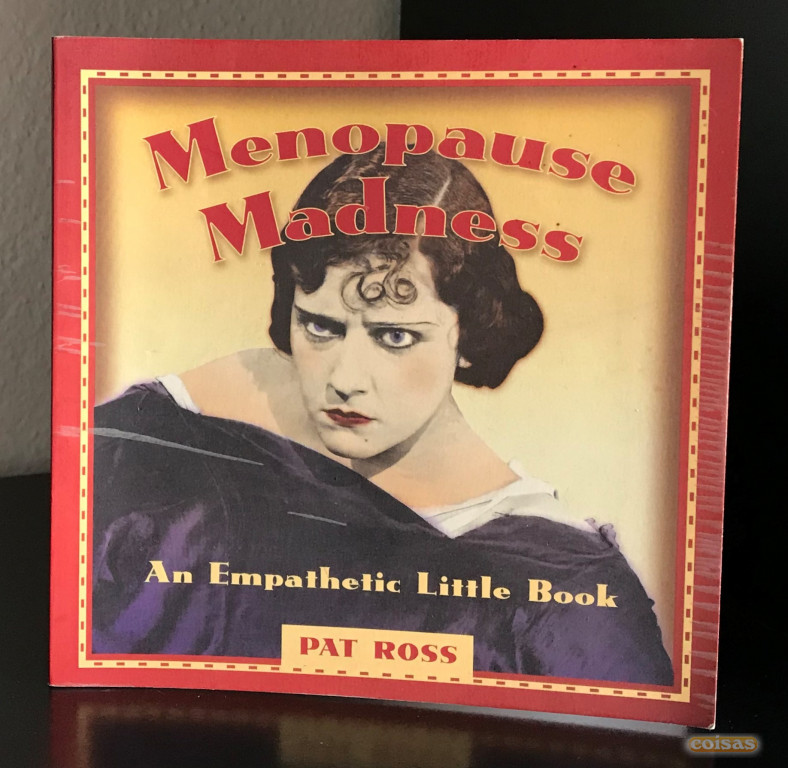 Menopause
Madness
An Empathetic Little Book
PAT ROSS
coisas